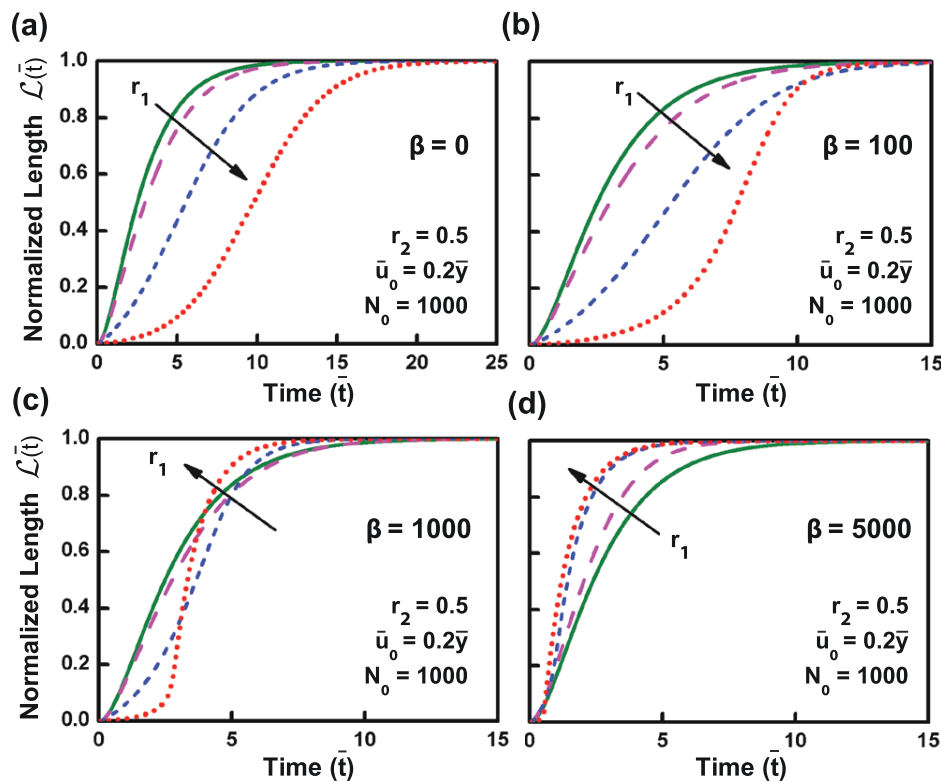 (a)
Normalized Length ℒ(t̄)
1.0
0.8
0.6
0.4
0.2
0.0
r₁
β = 0
r₂ = 0.5
ū₀ = 0.2ȳ
N₀ = 1000
0 5 10 15 20 25
Time (t̄)
(b)
r₁
β = 100
r₂ = 0.5
ū₀ = 0.2ȳ
N₀ = 1000
0 5 10 15
Time (t̄)
(c)
Normalized Length ℒ(t̄)
1.0
0.8
0.6
0.4
0.2
0.0
r₁
β = 1000
r₂ = 0.5
ū₀ = 0.2ȳ
N₀ = 1000
0 5 10 15
Time (t̄)
(d)
r₁
β = 5000
r₂ = 0.5
ū₀ = 0.2ȳ
N₀ = 1000
0 5 10 15
Time (t̄)